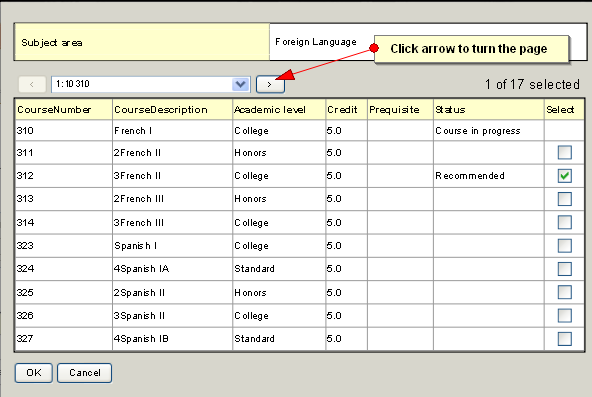 Subject area
Foreign Language
Click arrow to turn the page
<
1:10 310
>
1 of 17 selected
CourseNumber CourseDescription Academic level Credit Prequisite Status Select
310 French I College 5.0 Course in progress
311 2French II Honors 5.0
312 3French II College 5.0 Recommended
313 2French III Honors 5.0
314 3French III College 5.0
323 Spanish I College 5.0
324 4Spanish IA Standard 5.0
325 2Spanish II Honors 5.0
326 3Spanish II College 5.0
327 4Spanish IB Standard 5.0
OK Cancel